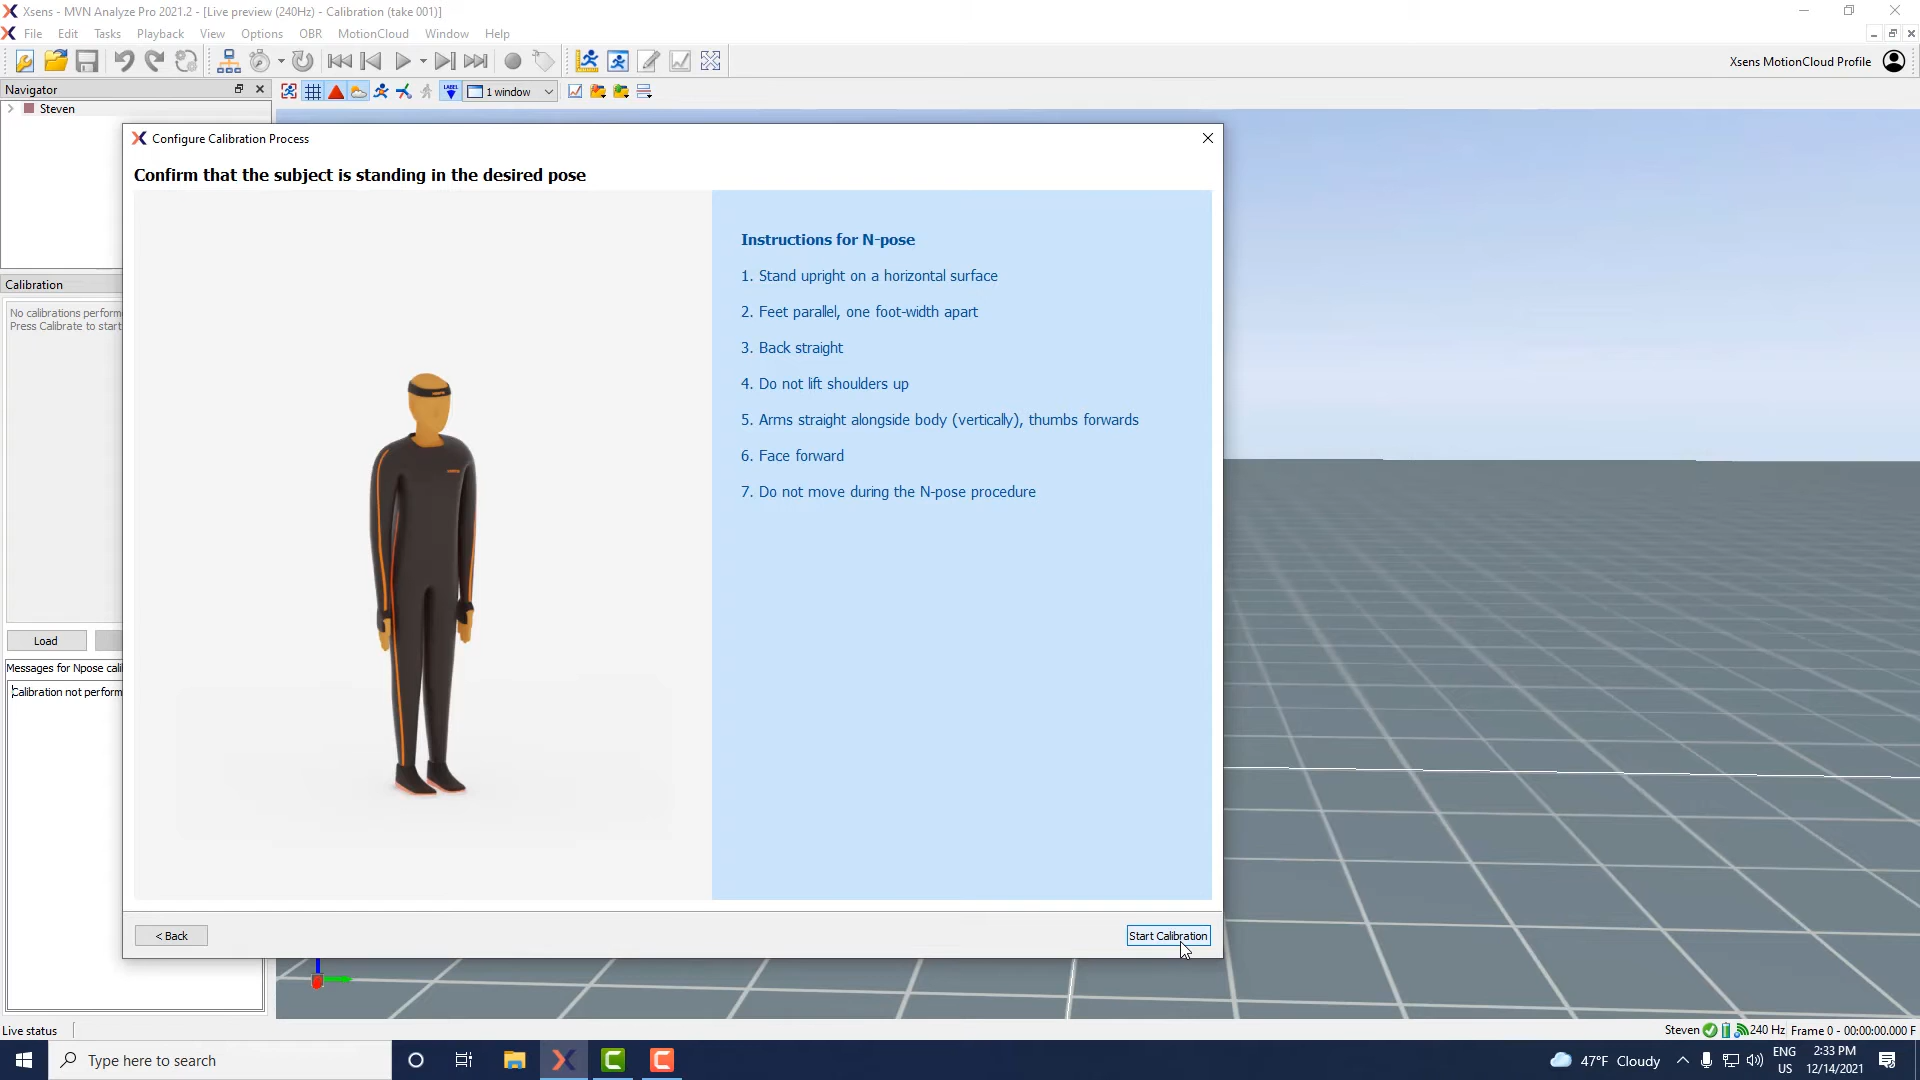 Xsens - MVN Analyze Pro 2021.2 - [Live preview (240Hz) - Calibration (take 001)]
File Edit Tasks Playback View Options OBR MotionCloud Window Help
Xsens MotionCloud Profile
Navigator
LABEL
1 window
Steven
Configure Calibration Process
Confirm that the subject is standing in the desired pose
Calibration
No calibrations perform
Press Calibrate to start
Instructions for N-pose
1. Stand upright on a horizontal surface
2. Feet parallel, one foot-width apart
3. Back straight
4. Do not lift shoulders up
5. Arms straight alongside body (vertically), thumbs forwards
6. Face forward
7. Do not move during the N-pose procedure
Load
Messages for Npose cali
Calibration not perform
< Back
Start Calibration
Live status
Steven 240 Hz Frame 0 - 00:00:00.000 F
Type here to search
47°F Cloudy
ENG
US
2:33 PM
12/14/2021